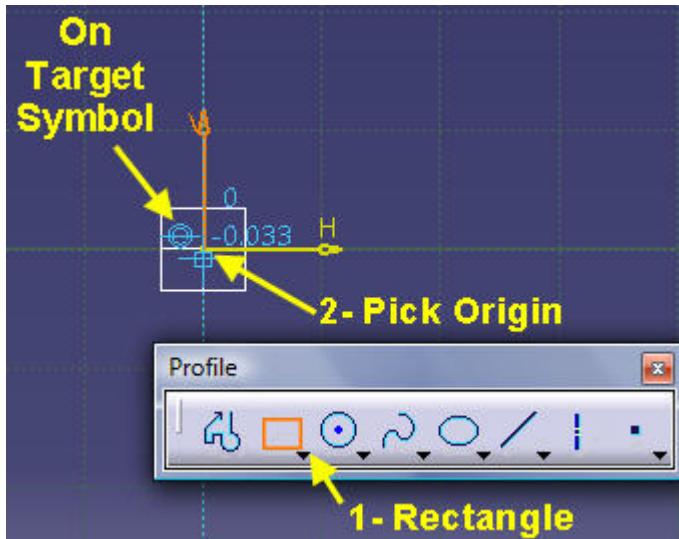 On
Target
Symbol
V
0
-0.033
H
2- Pick Origin
Profile
1- Rectangle